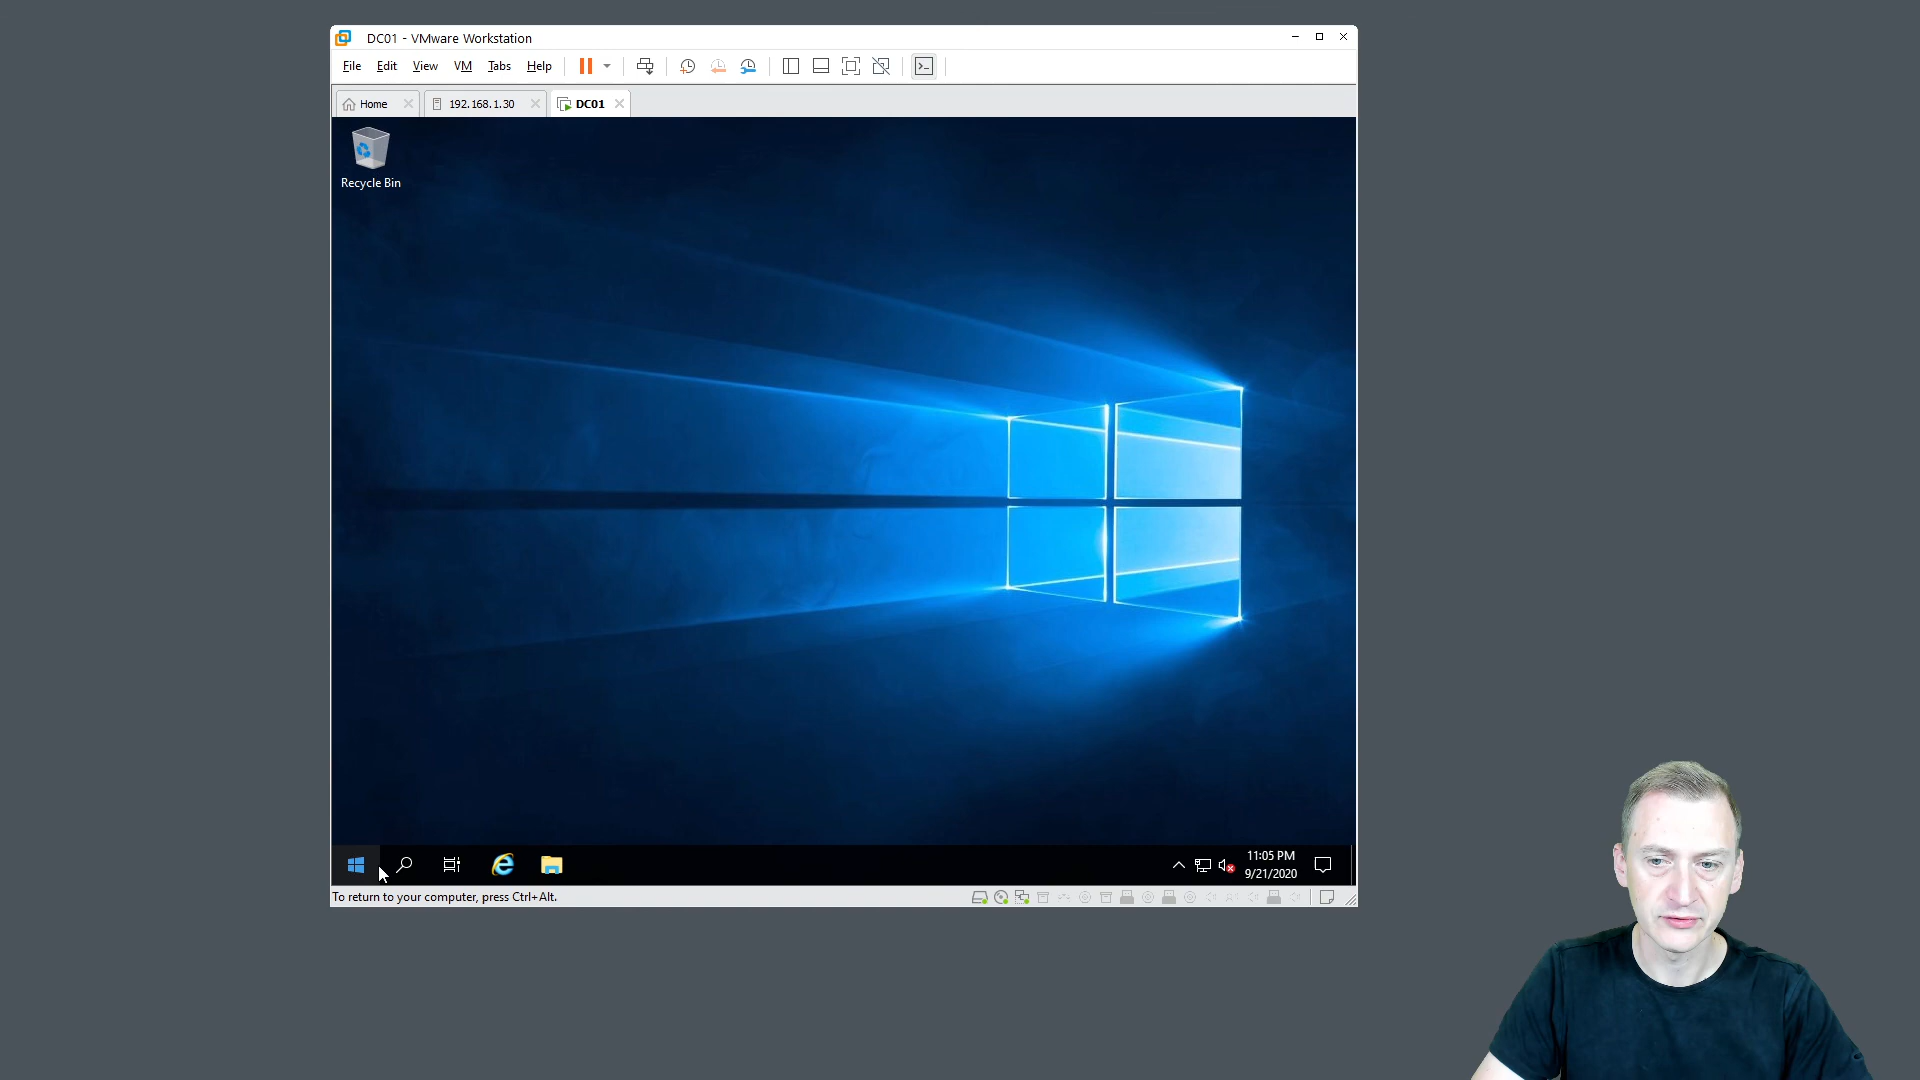 DC01 - VMware Workstation
File Edit View VM Tabs Help
Home 192.168.1.30 DC01
Recycle Bin
11:05 PM
9/21/2020
To return to your computer, press Ctrl+Alt.